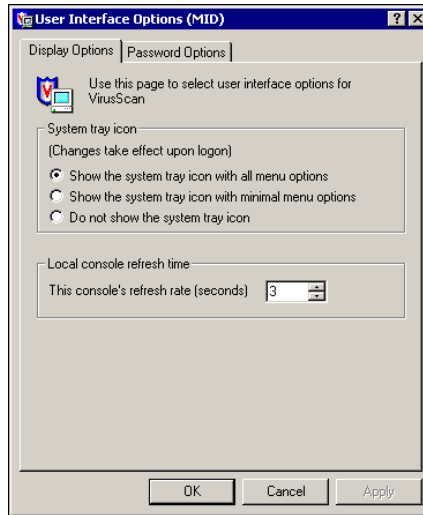 User Interface Options (MID)
Display Options
Password Options
Use this page to select user interface options for
VirusScan
System tray icon
(Changes take effect upon logon)
Show the system tray icon with all menu options
Show the system tray icon with minimal menu options
Do not show the system tray icon
Local console refresh time
This console's refresh rate (seconds)
3
OK
Cancel
Apply